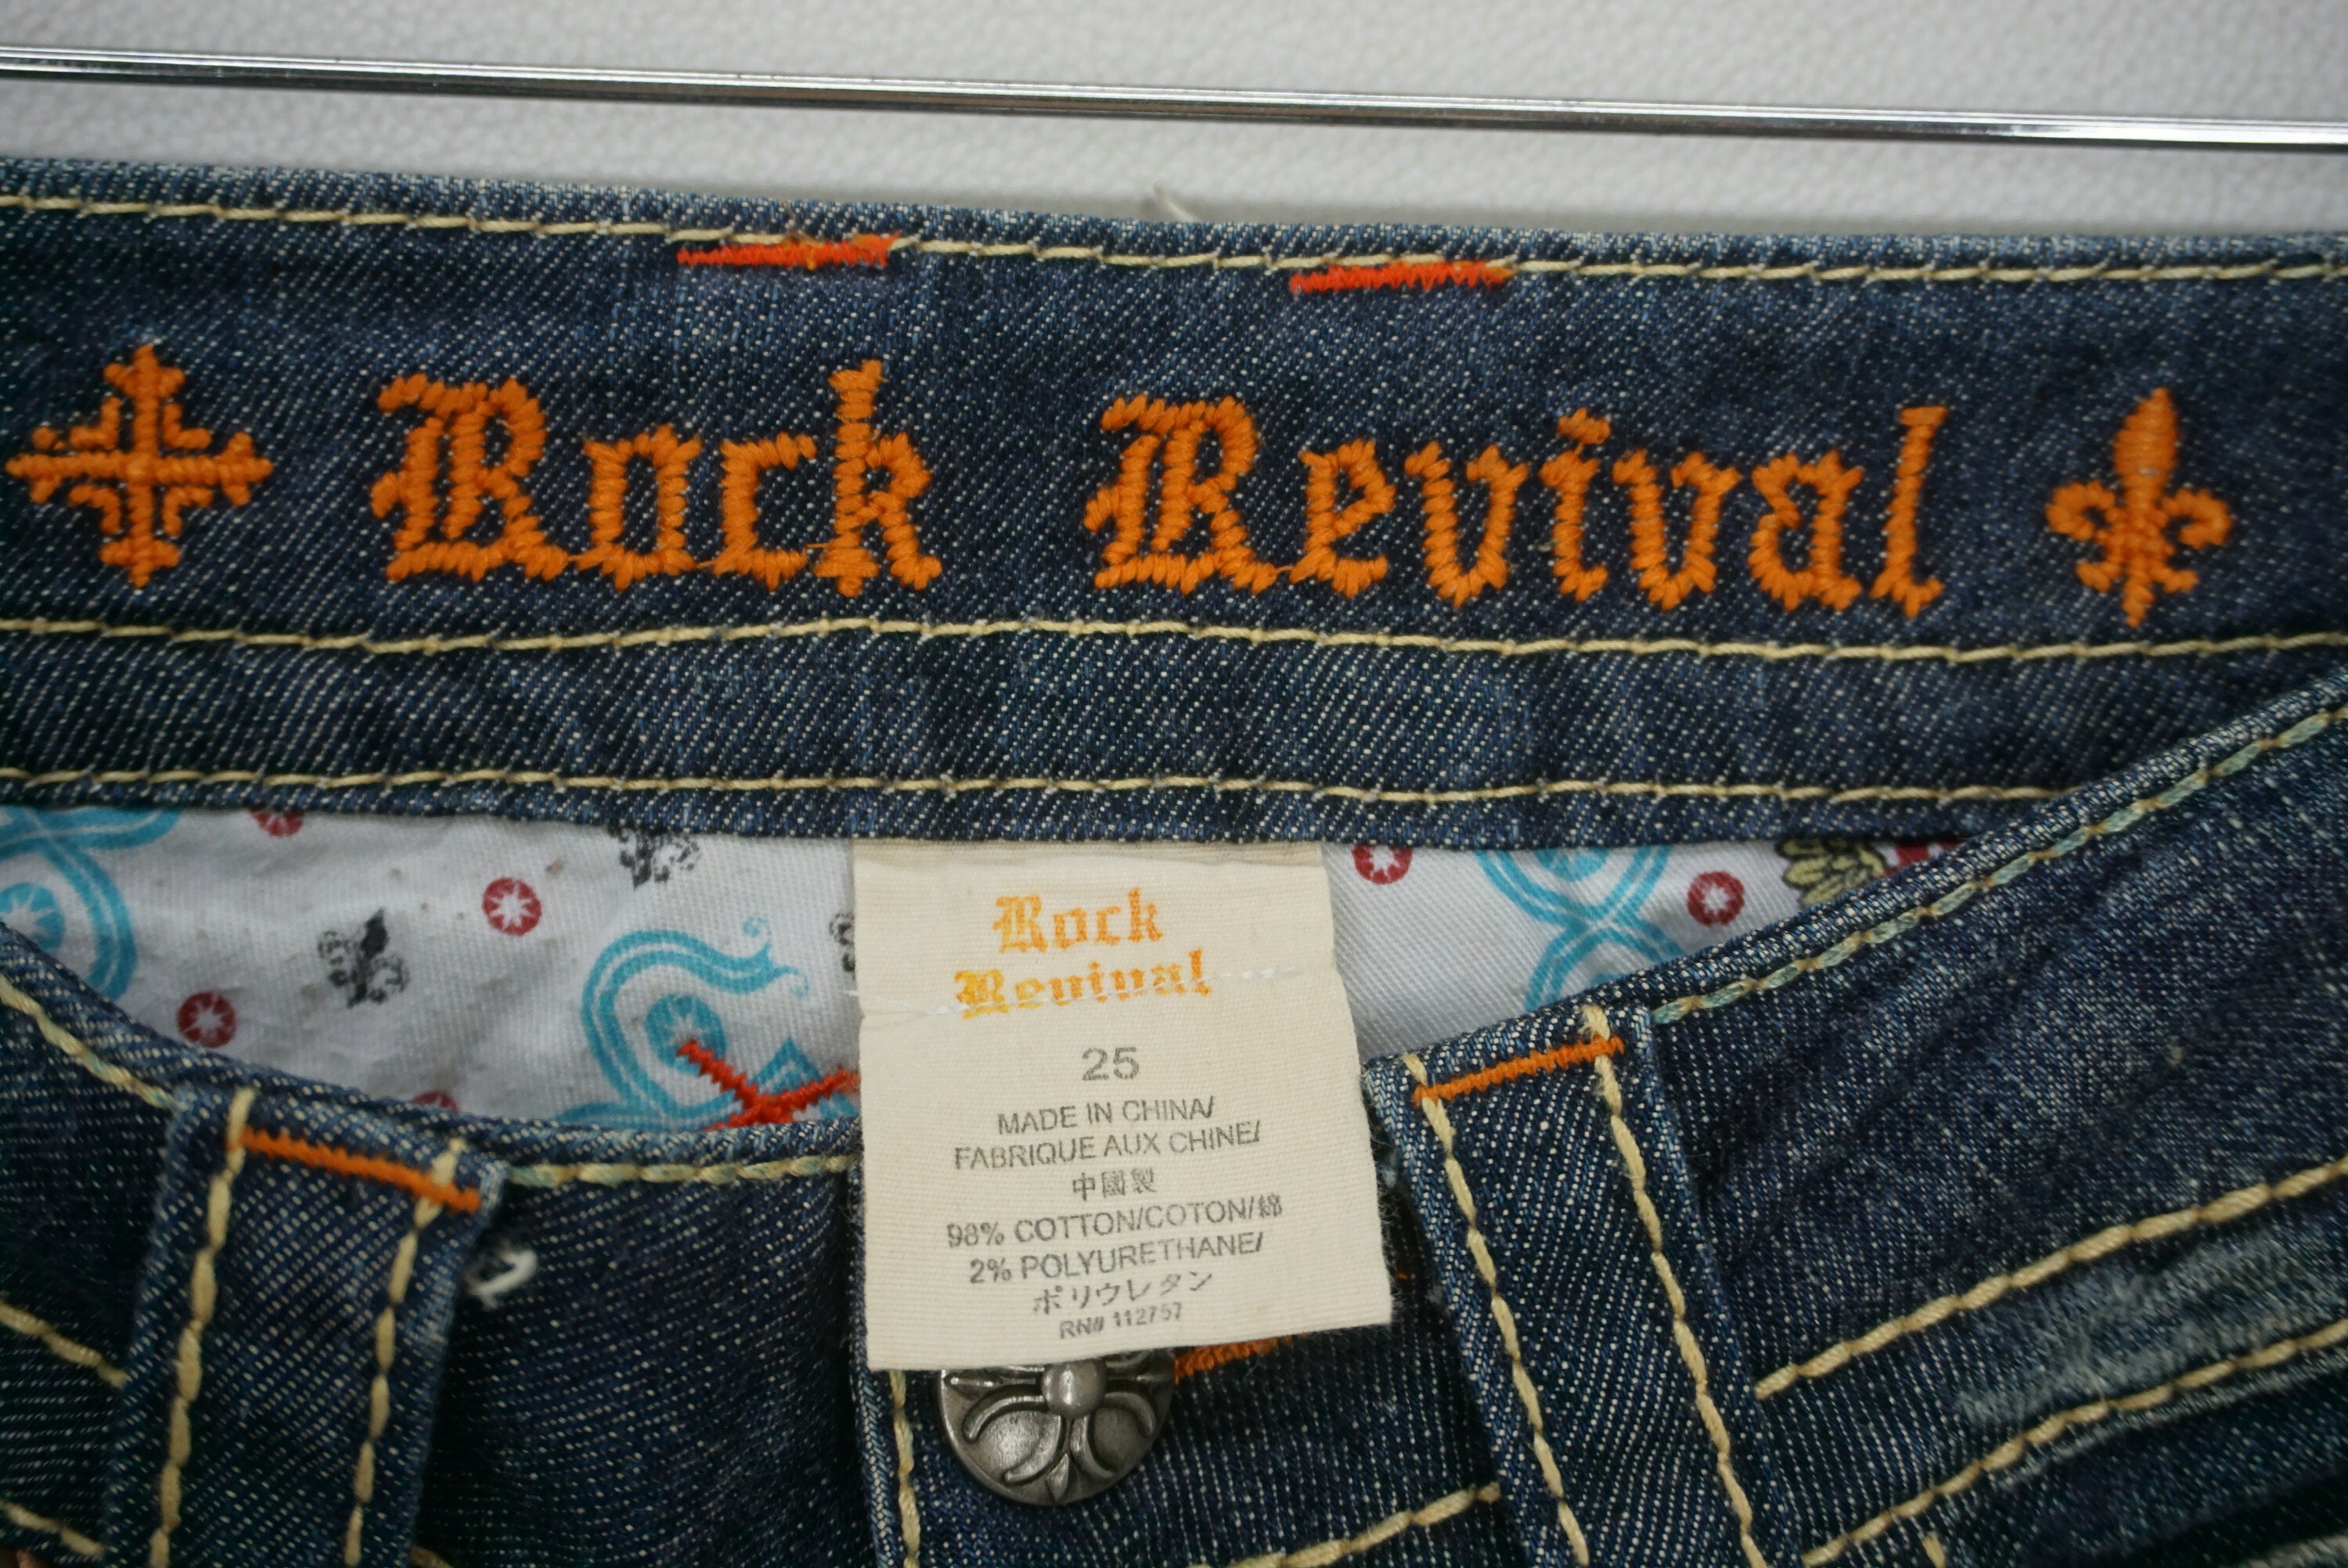 Rock Revival
Rock
Revival
25
MADE IN CHINA/
FABRIQUE AUX CHINE/
中國製
98% COTTON/COTON/綿
2% POLYURETHANE/
ポリウレタン
RN# 112757